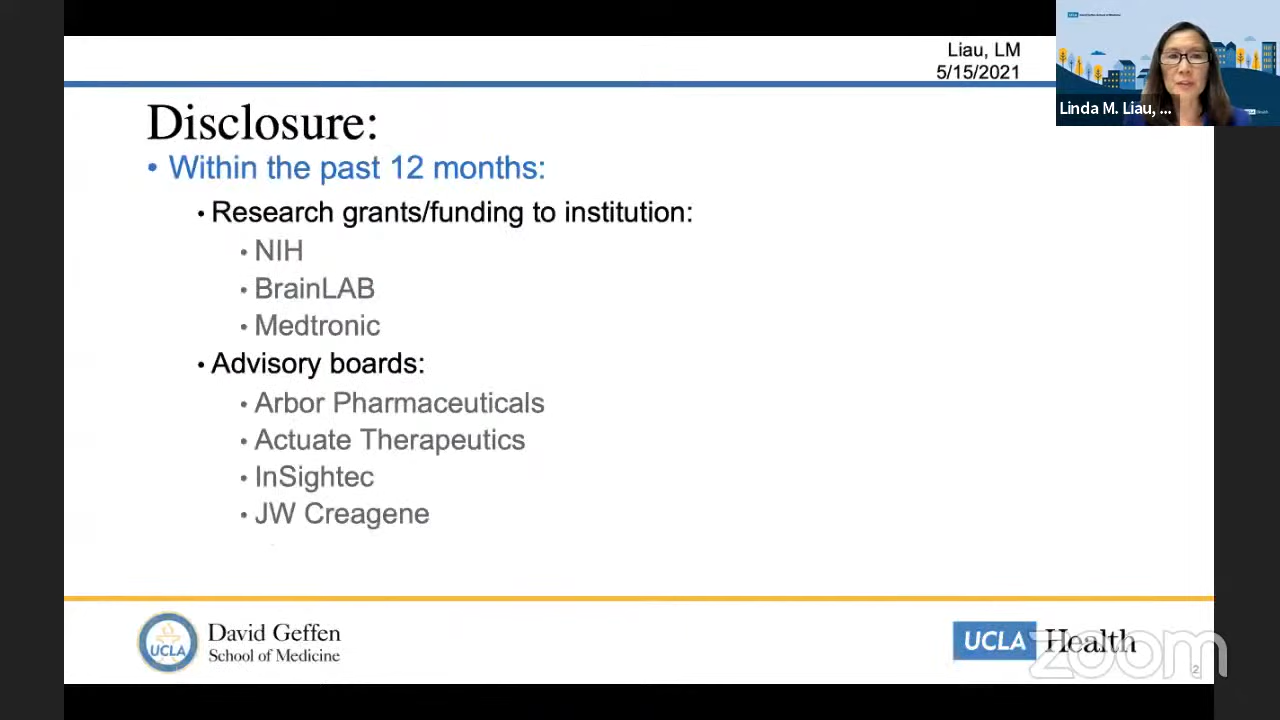 Liau, LM
5/15/2021
Linda M. Liau, ...
Disclosure:
• Within the past 12 months:
• Research grants/funding to institution:
• NIH
• BrainLAB
• Medtronic
• Advisory boards:
• Arbor Pharmaceuticals
• Actuate Therapeutics
• InSightec
• JW Creagene
UCLA
David Geffen
School of Medicine
UCLA Health
zoom
2